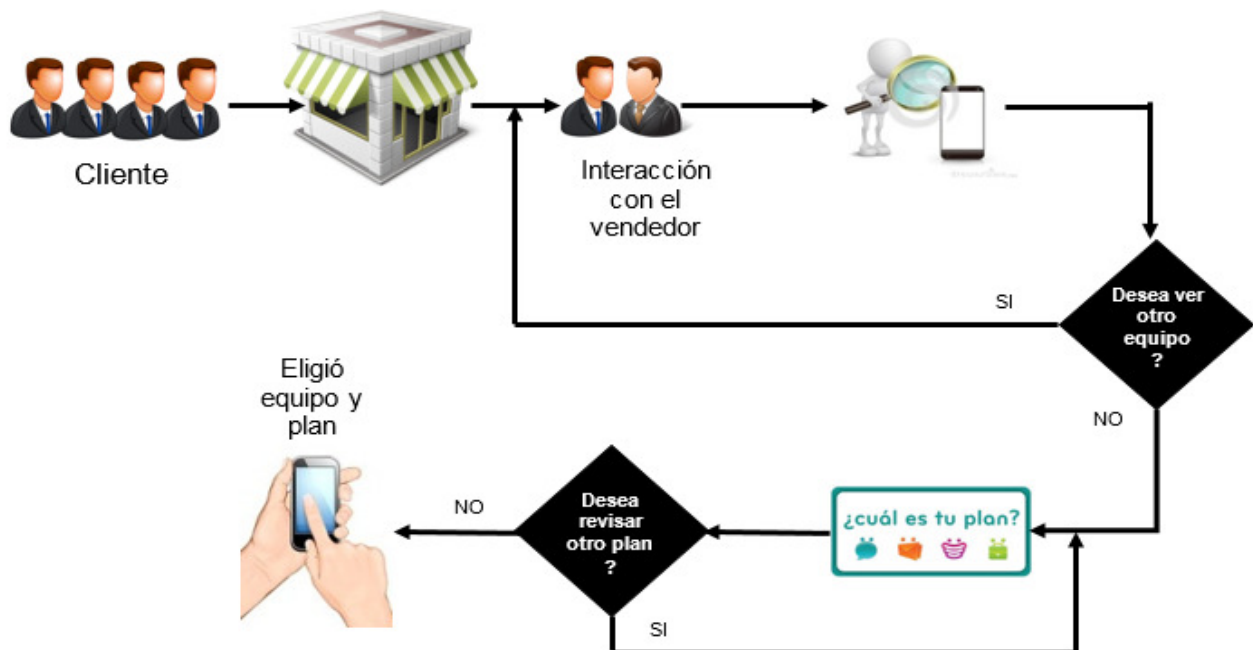 Cliente
Interacción
con el
vendedor
SI
Desea ver
otro
equipo
?
NO
Eligió
equipo y
plan
NO
Desea
revisar
otro plan
?
¿cuál es tu plan?
SI